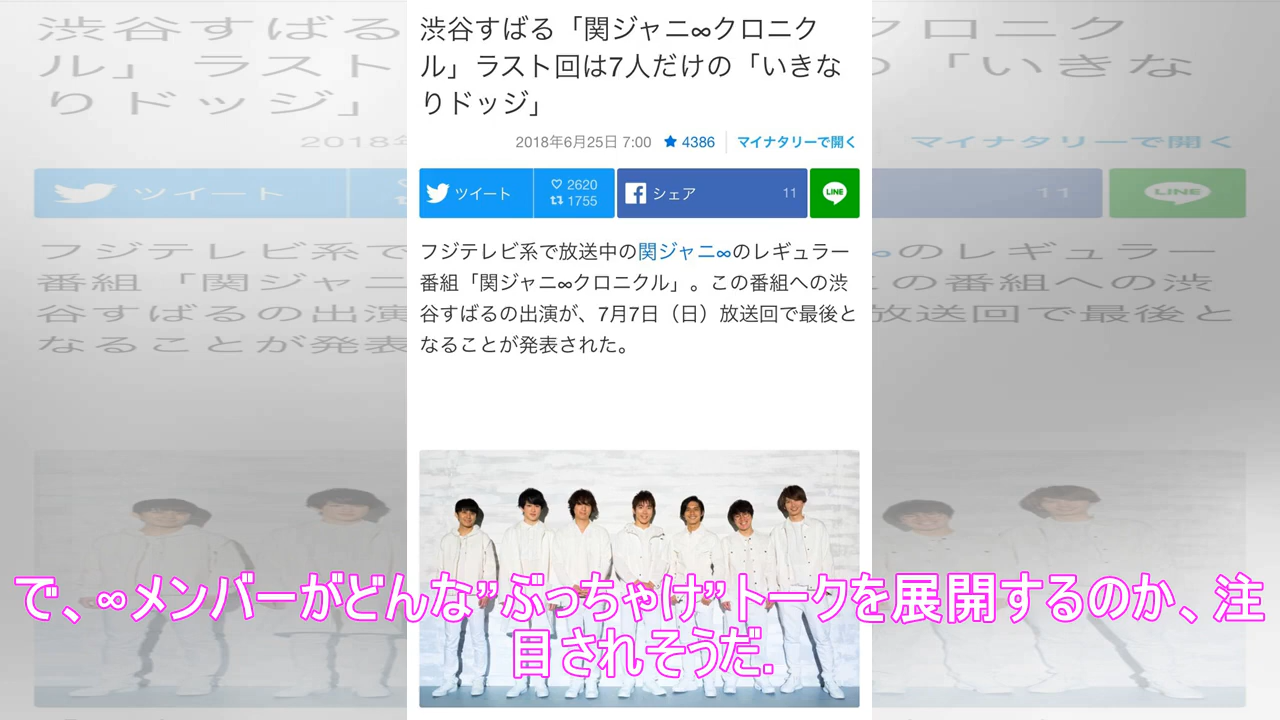 渋谷すばる「関ジャニ∞クロニク
ル」ラスト回は7人だけの「いきな
りドッジ」
2018年6月25日 7:00 ★ 4386 マイナタリーで開く
ツイート ♡ 2620
1755
シェア 11
LINE
フジテレビ系で放送中の関ジャニ∞のレギュラー
番組「関ジャニ∞クロニクル」。この番組への渋
谷すばるの出演が、7月7日（日）放送回で最後と
なることが発表された。
で、∞メンバーがどんな”ぶっちゃけ”トークを展開するのか、注
目されそうだ.